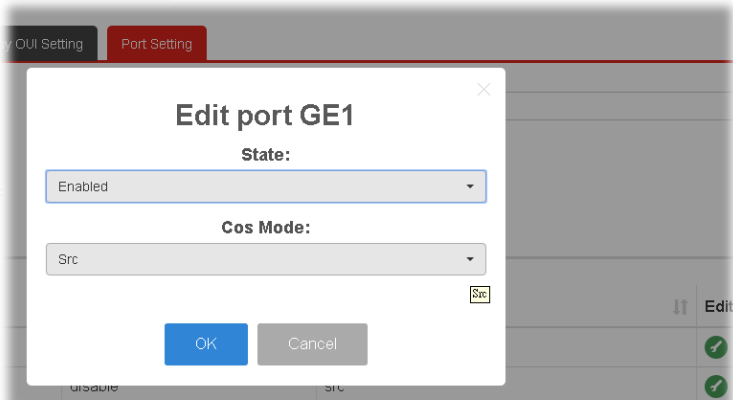 OUI Setting
Port Setting
Edit port GE1
State:
Enabled
Cos Mode:
Src
Src
Edit
OK
Cancel
disable
src